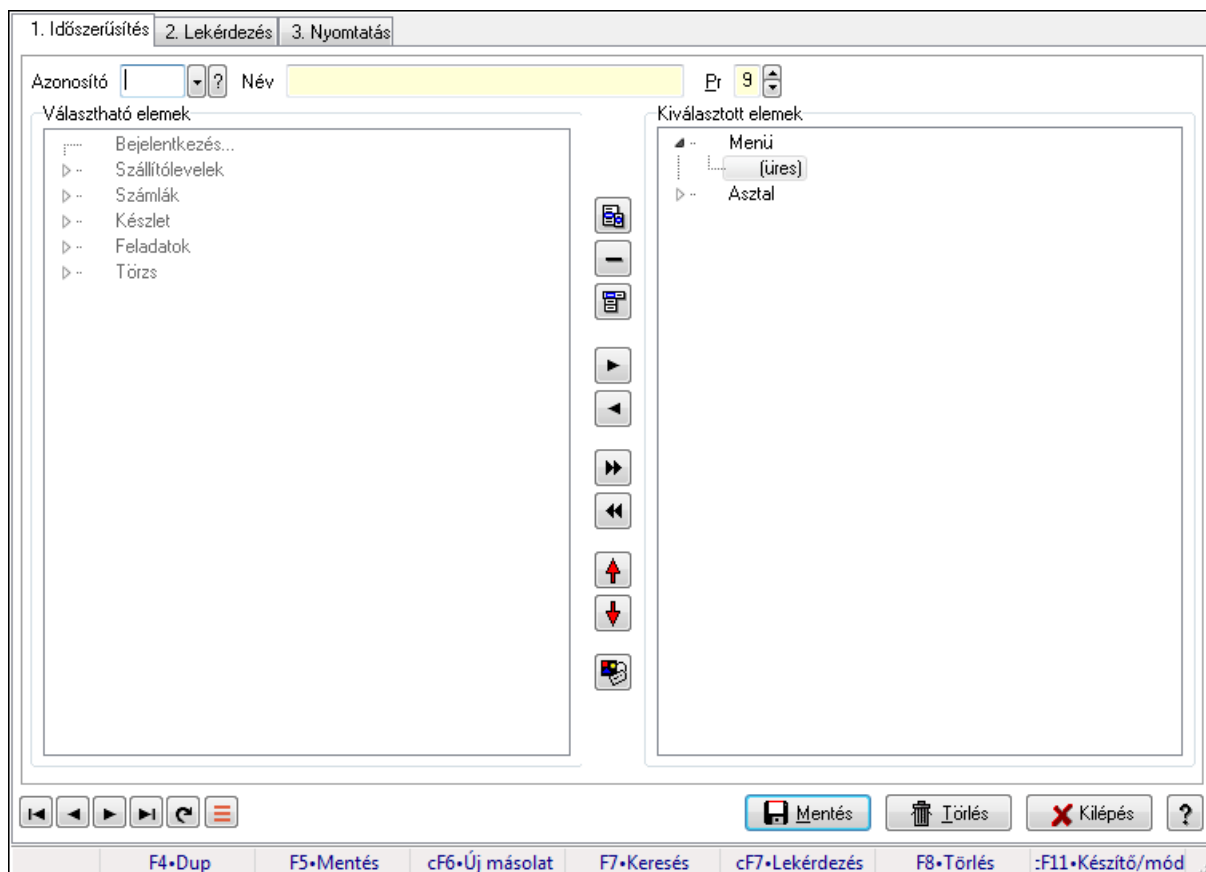 1. Időszerűsítés 2. Lekérdezés 3. Nyomtatás
Azonosító ? Név Pr 9
Választható elemek
Bejelentkezés...
Szállítólevelek
Számlák
Készlet
Feladatok
Törzs
Kiválasztott elemek
Menü
(üres)
Asztal
Mentés Törlés Kilépés ?
F4•Dup F5•Mentés cF6•Új másolat F7•Keresés cF7•Lekérdezés F8•Törlés :F11•Készítő/mód